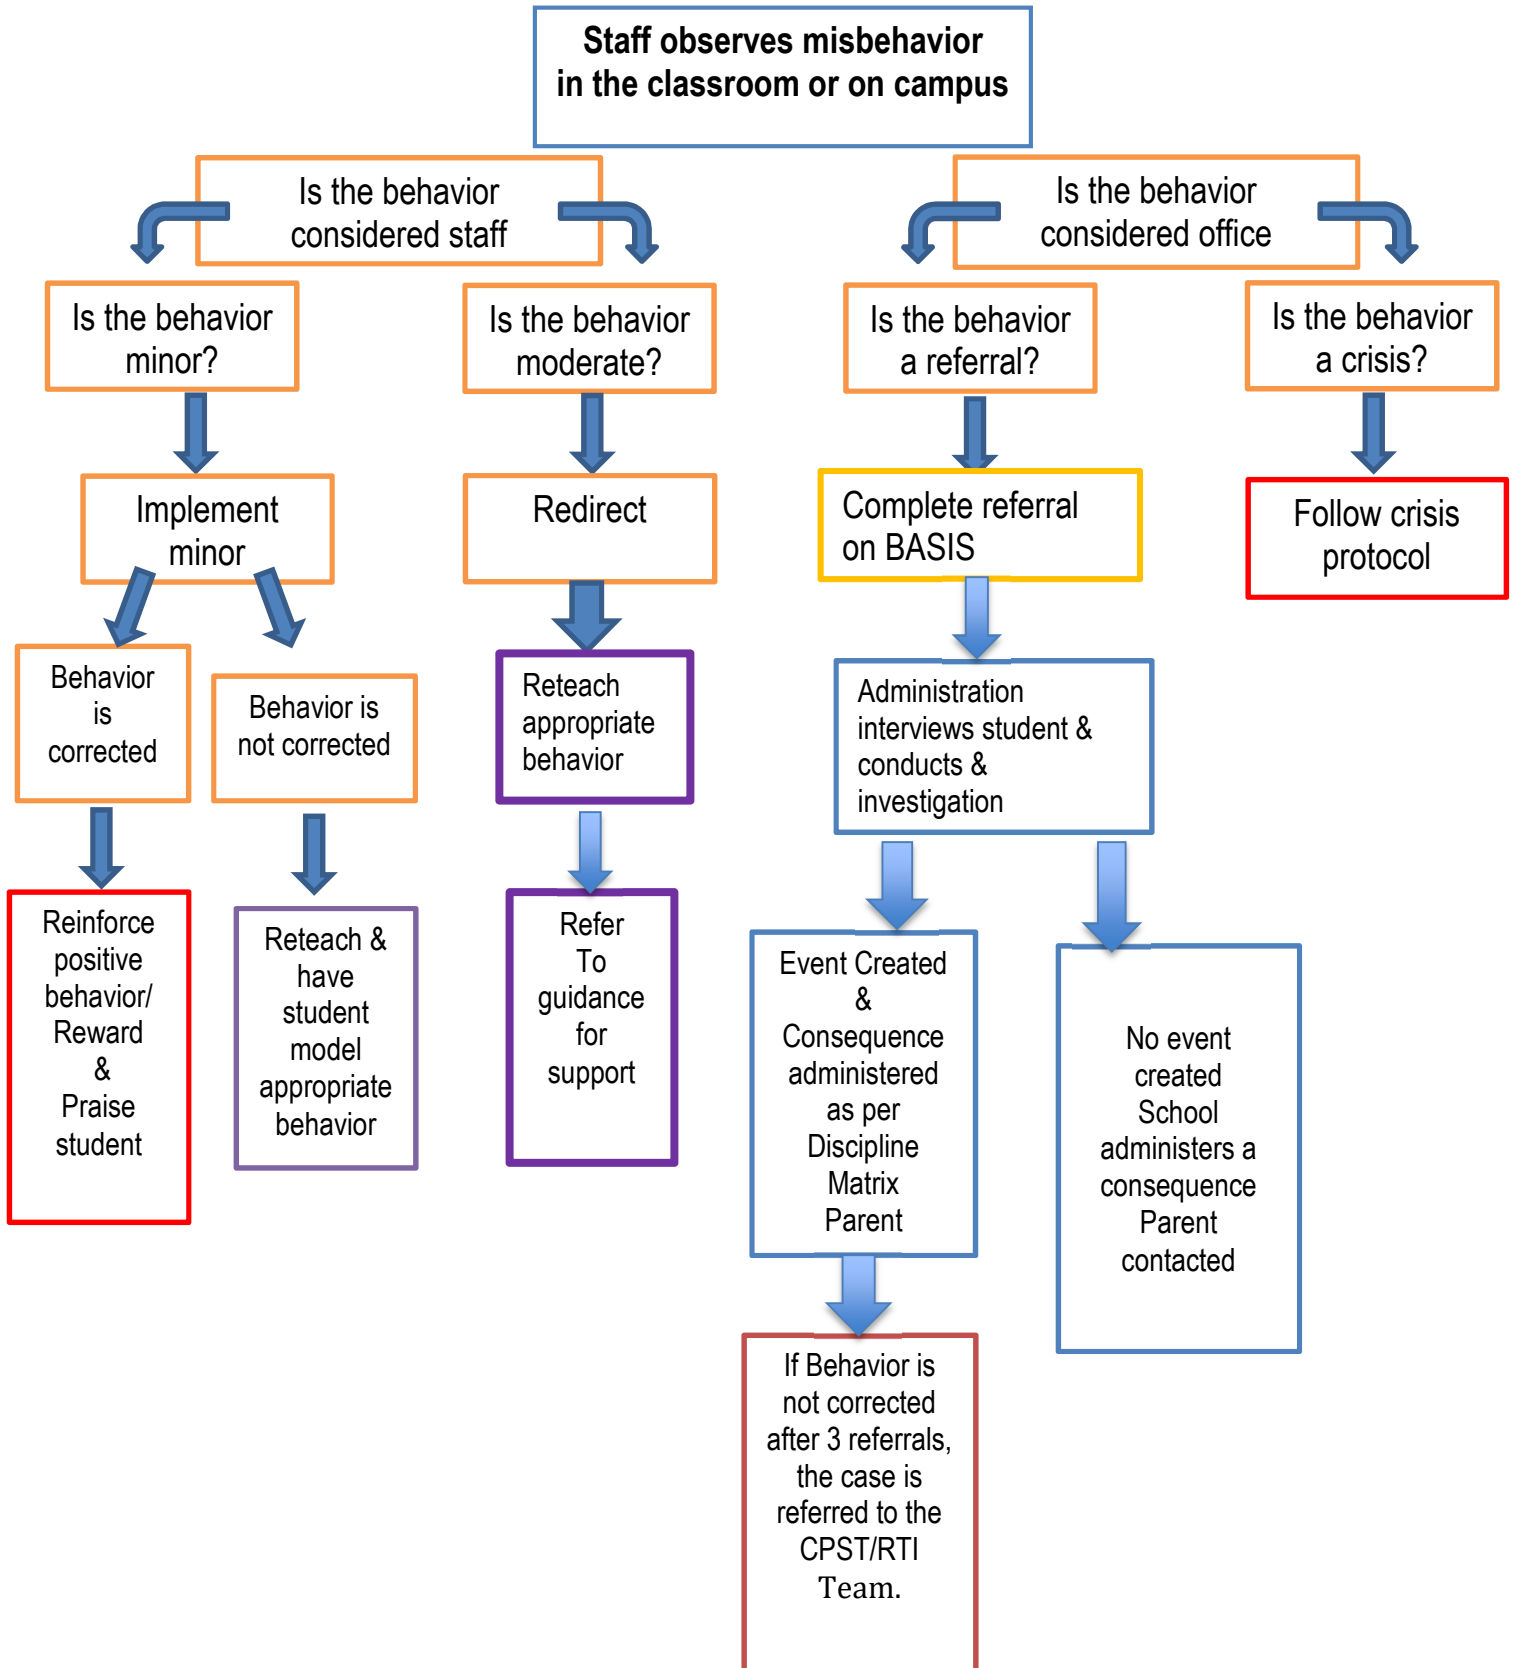 Staff observes misbehavior
in the classroom or on campus
Is the behavior
considered staff
Is the behavior
considered office
Is the behavior
minor?
Is the behavior
moderate?
Is the behavior
a referral?
Is the behavior
a crisis?
Implement
minor
Redirect
Complete referral
on BASIS
Follow crisis
protocol
Behavior
is
corrected
Behavior is
not corrected
Reteach
appropriate
behavior
Administration
interviews student &
conducts &
investigation
Reinforce
positive
behavior/
Reward
&
Praise
student
Reteach &
have
student
model
appropriate
behavior
Refer
To
guidance
for
support
Event Created
&
Consequence
administered
as per
Discipline
Matrix
Parent
No event
created
School
administers a
consequence
Parent
contacted
If Behavior is
not corrected
after 3 referrals,
the case is
referred to the
CPST/RTI
Team.